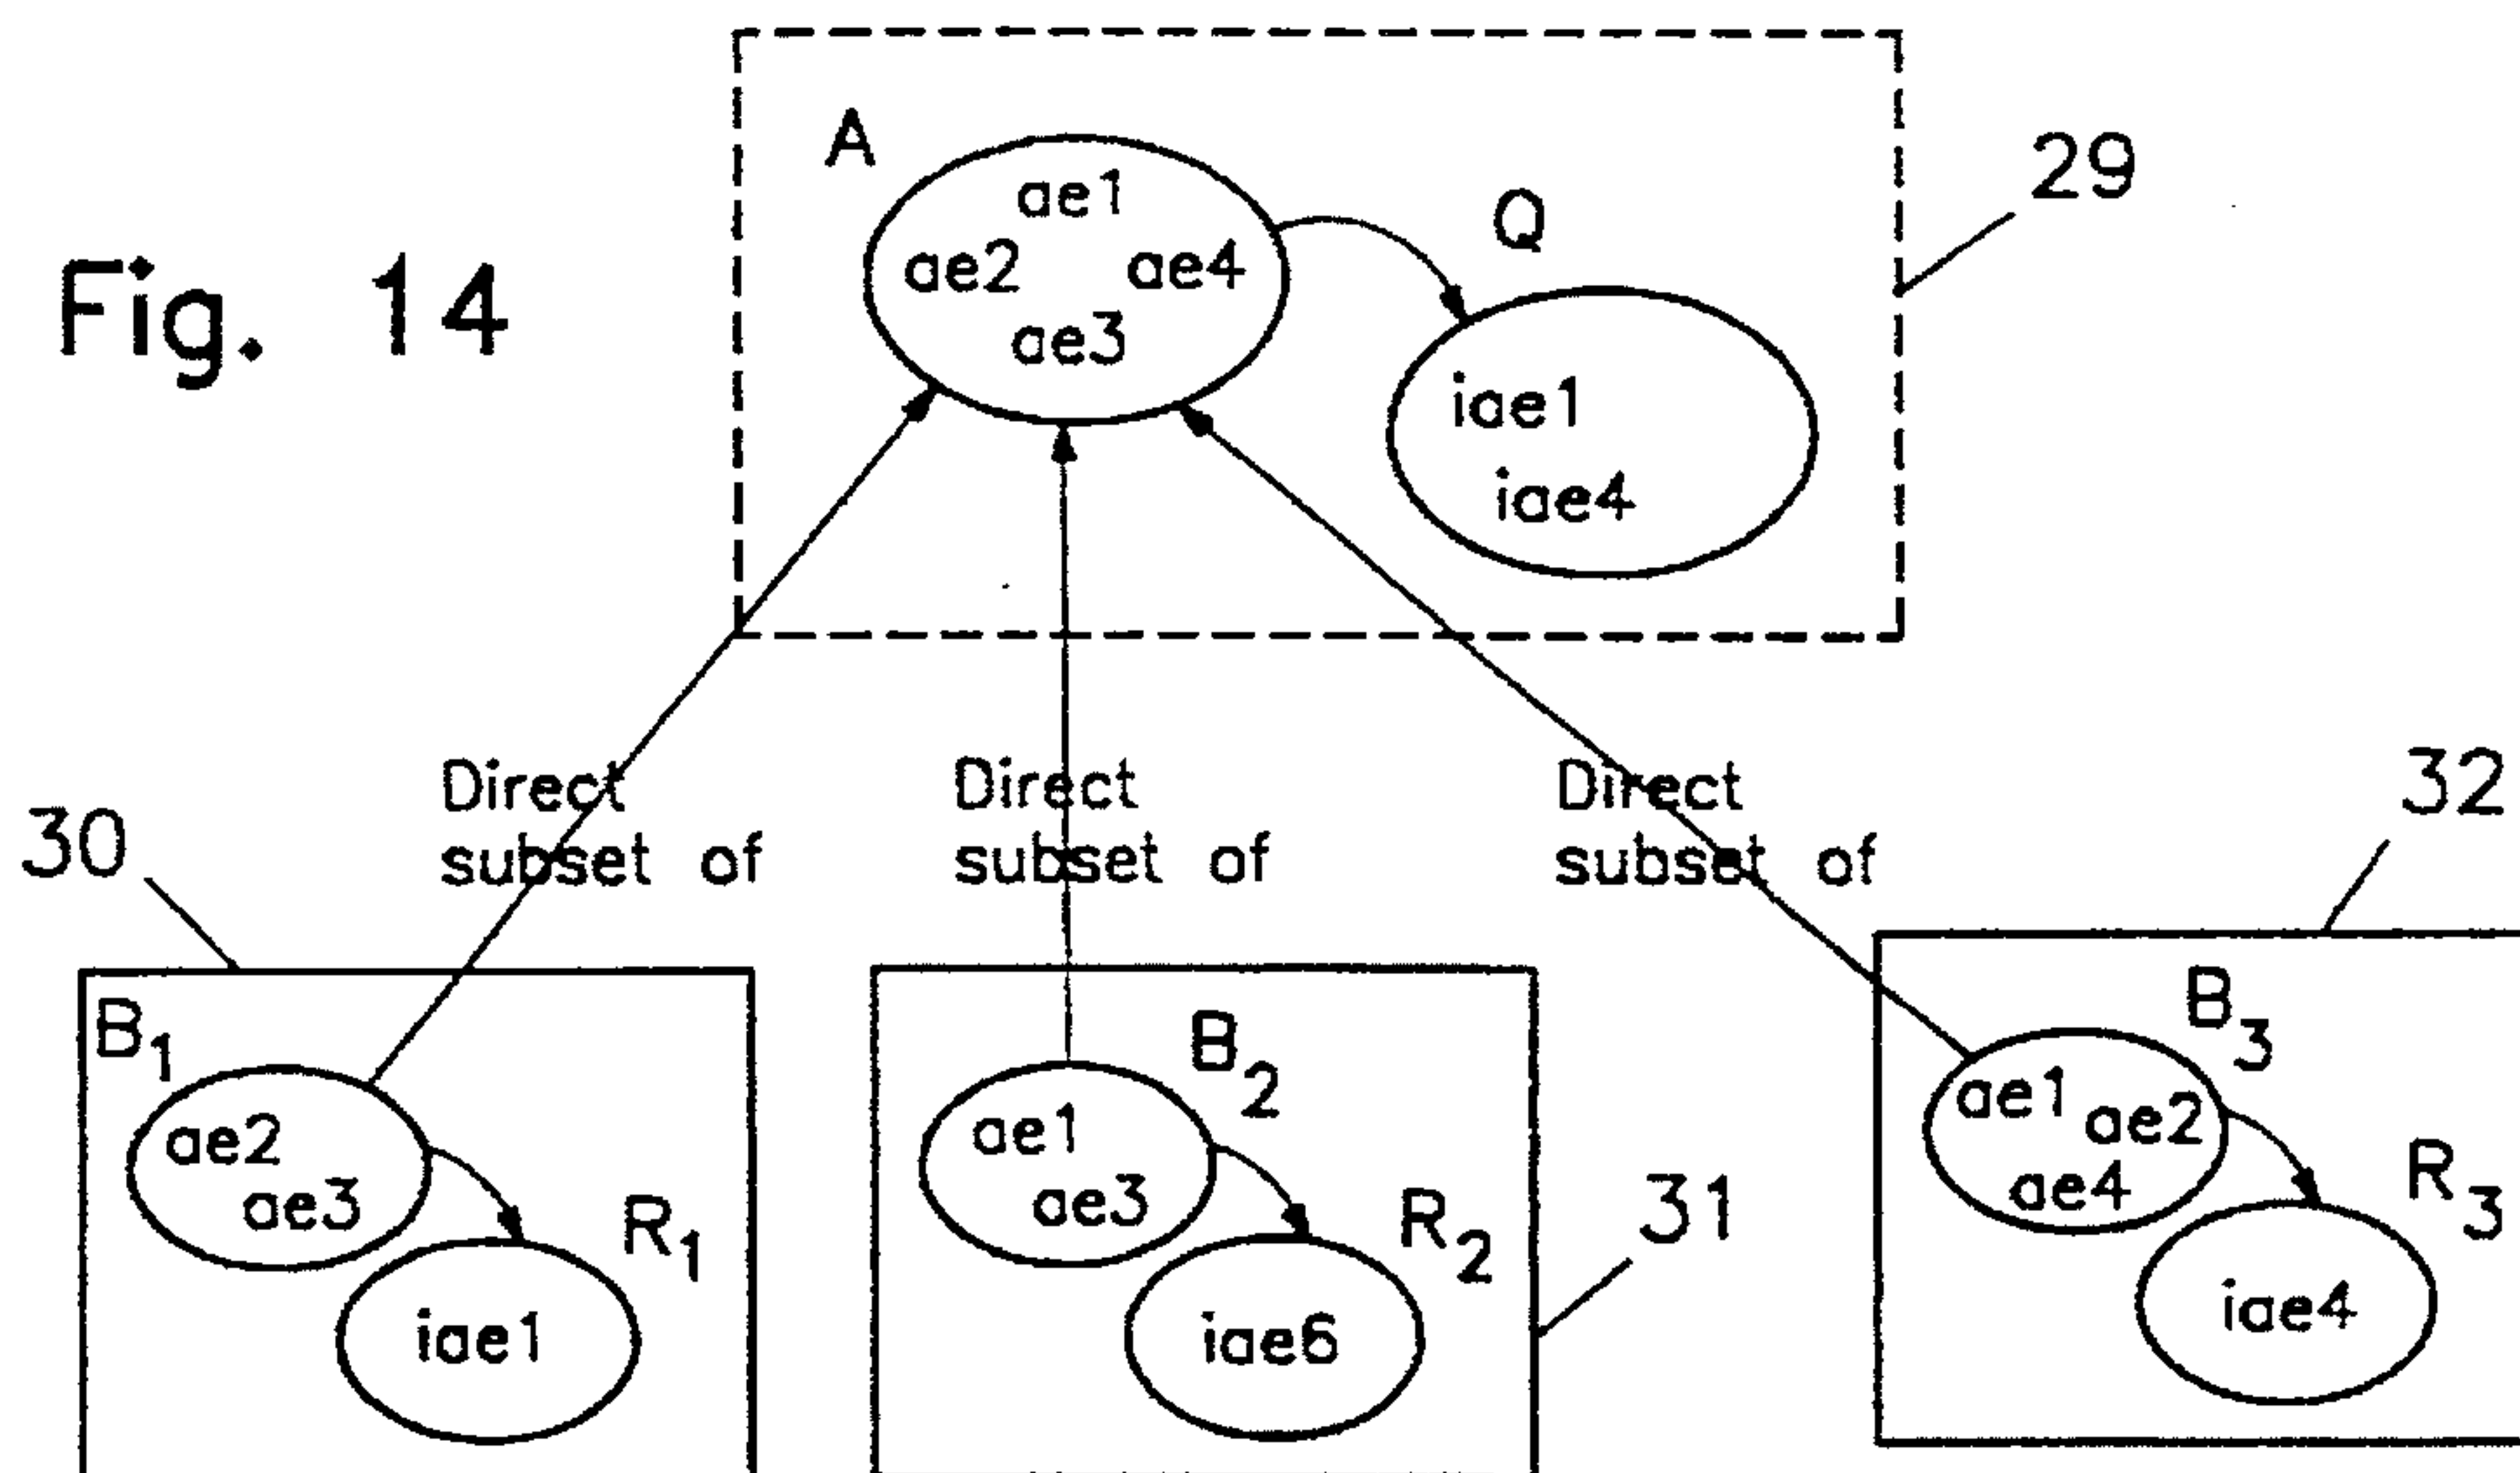 Fig. 14
A
ae1
ae2 ae4
ae3
Q
iae1
iae4
29
Direct
subset of
Direct
subset of
Direct
subset of
30
32
B1
ae2
ae3
R1
iae1
B2
ae1
ae3
R2
iae6
31
B3
ae1 ae2
ae4
R3
iae4